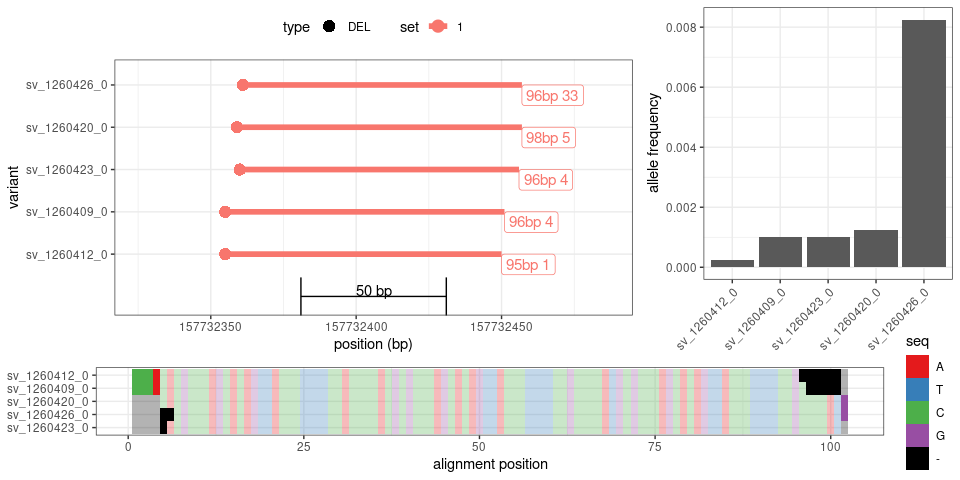 type DEL set 1
variant
sv_1260426_0
sv_1260420_0
sv_1260423_0
sv_1260409_0
sv_1260412_0
96bp 33
98bp 5
96bp 4
96bp 4
95bp 1
50 bp
157732350 157732400 157732450
position (bp)
allele frequency
0.008
0.006
0.004
0.002
0.000
sv_1260412_0
sv_1260409_0
sv_1260423_0
sv_1260420_0
sv_1260426_0
sv_1260412_0
sv_1260409_0
sv_1260420_0
sv_1260426_0
sv_1260423_0
0 25 50 75 100
alignment position
seq
A
T
C
G
-